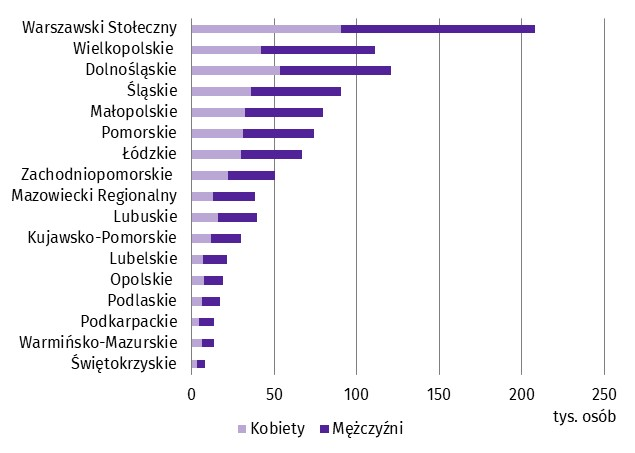 Warszawski Stołeczny
Wielkopolskie
Dolnośląskie
Śląskie
Małopolskie
Pomorskie
Łódzkie
Zachodniopomorskie
Mazowiecki Regionalny
Lubuskie
Kujawsko-Pomorskie
Lubelskie
Opolskie
Podlaskie
Podkarpackie
Warmińsko-Mazurskie
Świętokrzyskie
0 50 100 150 200 250
tys. osób
Kobiety Mężczyźni